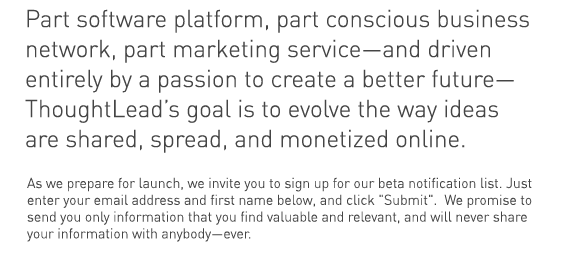 Part software platform, part conscious business
network, part marketing service—and driven
entirely by a passion to create a better future—
ThoughtLead's goal is to evolve the way ideas
are shared, spread, and monetized online.
As we prepare for launch, we invite you to sign up for our beta notification list. Just
enter your email address and first name below, and click "Submit".  We promise to
send you only information that you find valuable and relevant, and will never share
your information with anybody—ever.